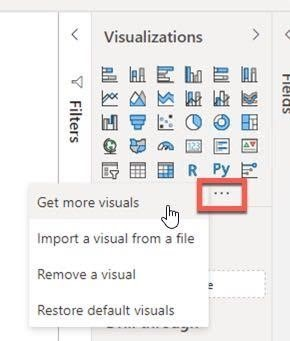 Visualizations
Filters
Fields
R
Py
...
Get more visuals
Import a visual from a file
Remove a visual
Restore default visuals